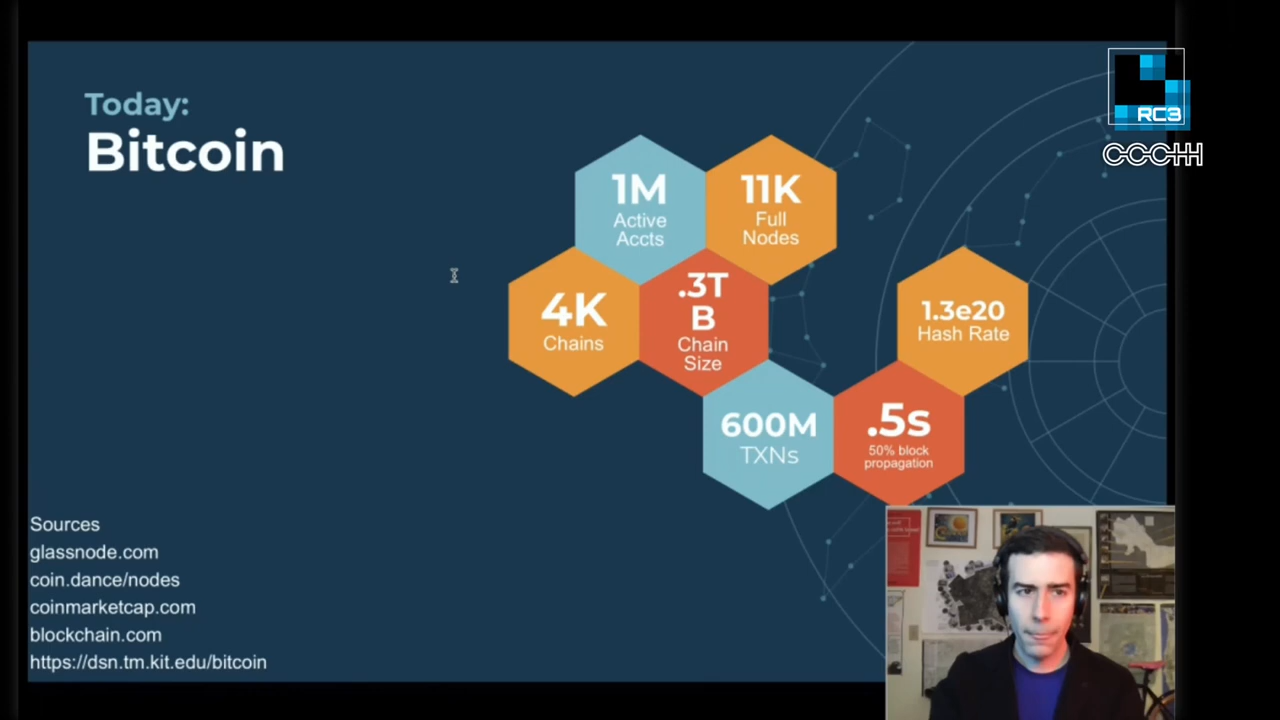 Today:
Bitcoin
RC3
CCCHH
1M
Active
Accts
11K
Full
Nodes
4K
Chains
.3T
B
Chain
Size
1.3e20
Hash Rate
600M
TXNs
.5s
50% block
propagation
Sources
glassnode.com
coin.dance/nodes
coinmarketcap.com
blockchain.com
https://dsn.tm.kit.edu/bitcoin